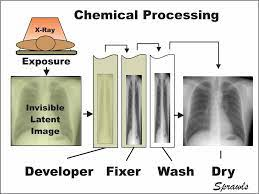 Chemical Processing
X-Ray
Exposure
Invisible
Latent
Image
Developer Fixer Wash Dry
Sprawls